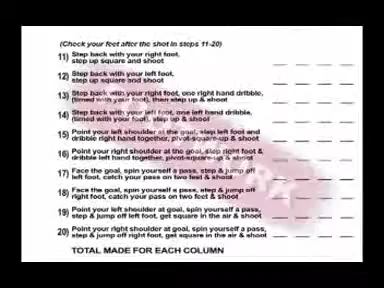 (Check your feet after the shot in steps 11-20)
11) Step back with your right foot,
step up square and shoot
12) Step back with your left foot,
step up square and shoot
13) Step back with your right foot, one right hand dribble,
(timed with your foot), then step up & shoot
14) Step back with your left foot, one left hand dribble,
(timed with your foot), step up & shoot
15) Point your left shoulder at the goal, step left foot and
dribble left hand together, pivot-square-up & shoot
16) Point your right shoulder at the goal, step right foot &
dribble left hand together, pivot-square-up & shoot
17) Face the goal, spin yourself a pass, step & jump off
left foot, catch your pass on two feet & shoot
18) Face the goal, spin yourself a pass, step & jump off
right foot, catch your pass on two feet & shoot
19) Point your left shoulder at goal, spin yourself a pass,
step & jump off left foot, get square in the air & shoot
20) Point your right shoulder at goal, spin yourself a pass,
step & jump off right foot, get square in the air & shoot
TOTAL MADE FOR EACH COLUMN